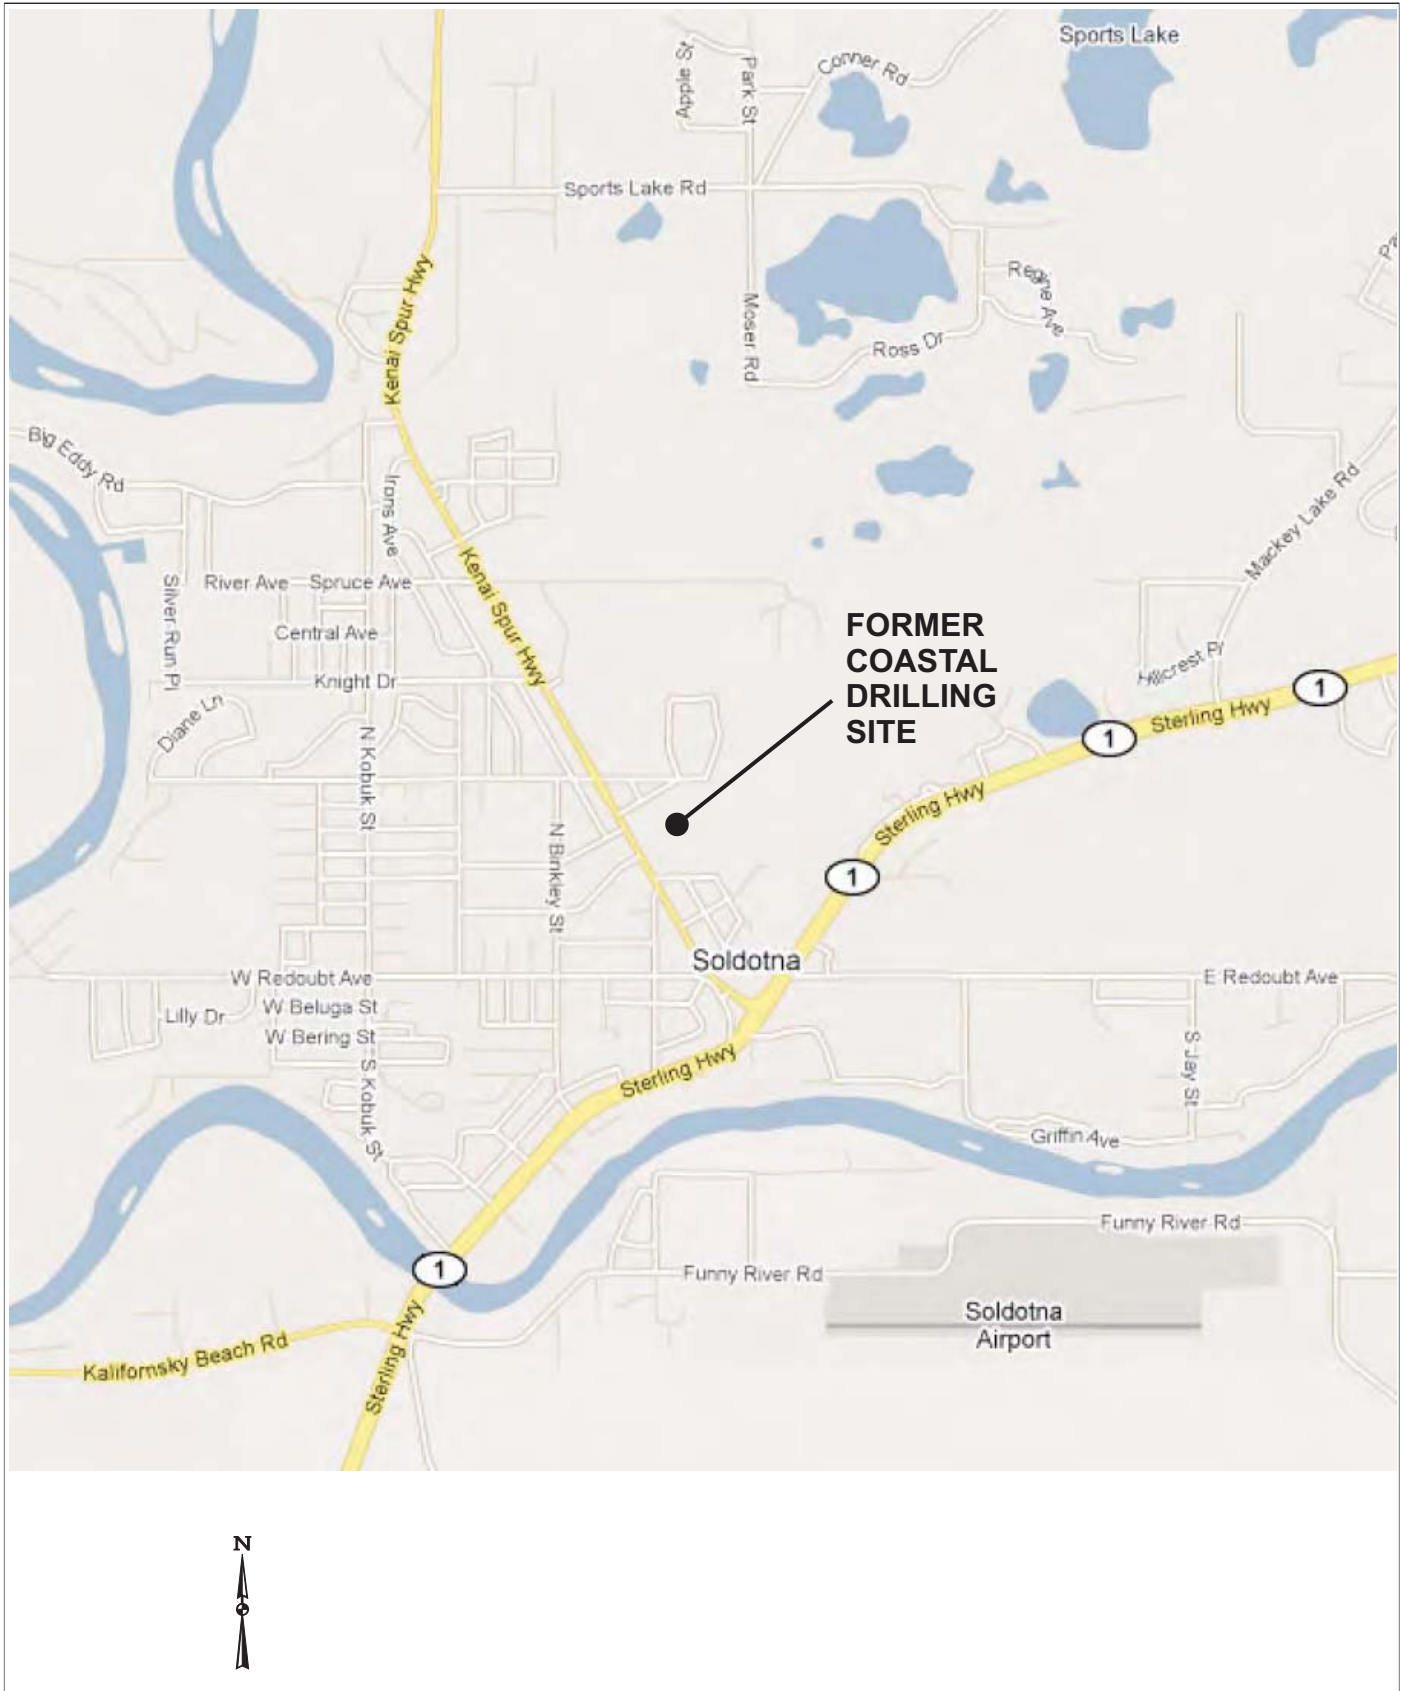 Sports Lake
Apple St
Park St
Conner Rd
Sports Lake Rd
Kenai Spur Hwy
Moser Rd
Regine Ave
Ross Dr
Big Eddy Rd
Irons Ave
Mackey Lake Rd
Kenai Spur Hwy
Silver Run Pl
River Ave
Spruce Ave
Central Ave
FORMER
COASTAL
DRILLING
SITE
Hillcrest Pr
Knight Dr
Diane Ln
1
Sterling Hwy
1
N Kobuk St
Sterling Hwy
N Binkley St
1
Soldotna
W Redoubt Ave
E Redoubt Ave
W Beluga St
Lilly Dr
W Bering St
S Kobuk St
Sterling Hwy
S Jay St
Griffin Ave
Funny River Rd
1
Funny River Rd
Soldotna
Airport
Kalifornsky Beach Rd
Sterling Hwy
N